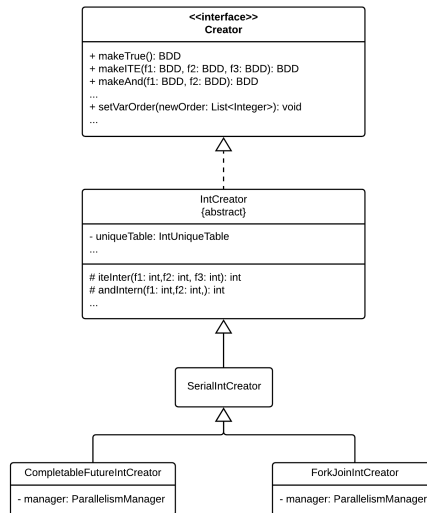 <<interface>>
Creator
+ makeTrue(): BDD
+ makeITE(f1: BDD, f2: BDD, f3: BDD): BDD
+ makeAnd(f1: BDD, f2: BDD): BDD
...
+ setVarOrder(newOrder: List<Integer>): void
...
IntCreator
{abstract}
- uniqueTable: IntUniqueTable
...
# iteInter(f1: int,f2: int, f3: int): int
# andIntern(f1: int,f2: int,): int
...
SerialIntCreator
CompletableFutureIntCreator
- manager: ParallelismManager
ForkJoinIntCreator
- manager: ParallelismManager